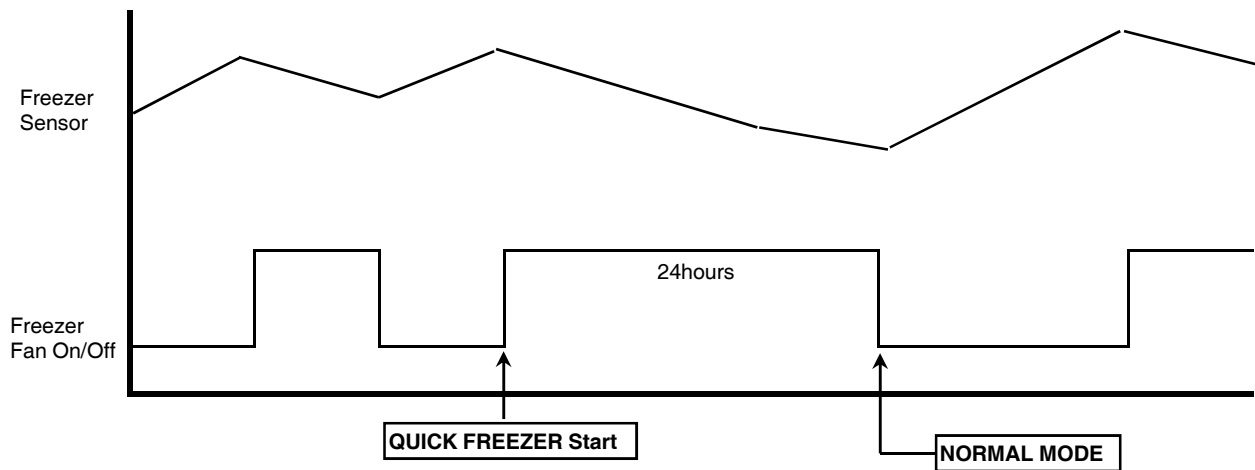 Freezer
Sensor
24hours
Freezer
Fan On/Off
QUICK FREEZER Start
NORMAL MODE